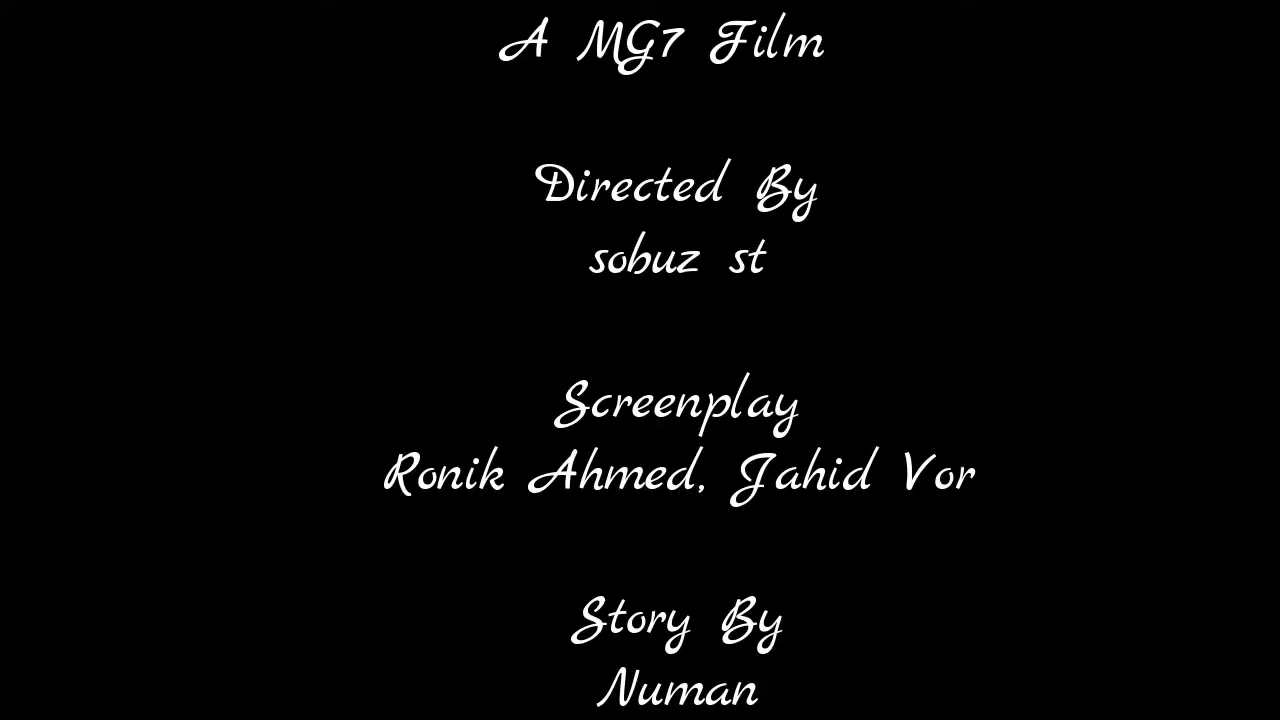 A MG7 Film
Directed By
sobuz st
Screenplay
Ronik Ahmed, Jahid Vor
Story By
Numan